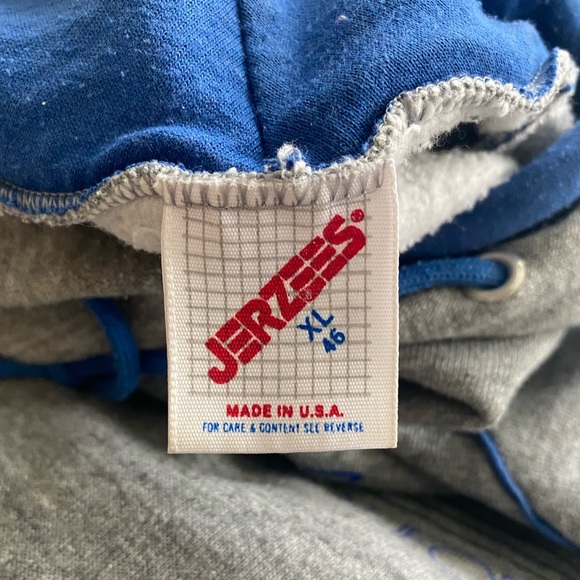 JERZEES®
XL
46
MADE IN U.S.A.
FOR CARE & CONTENT SEE REVERSE